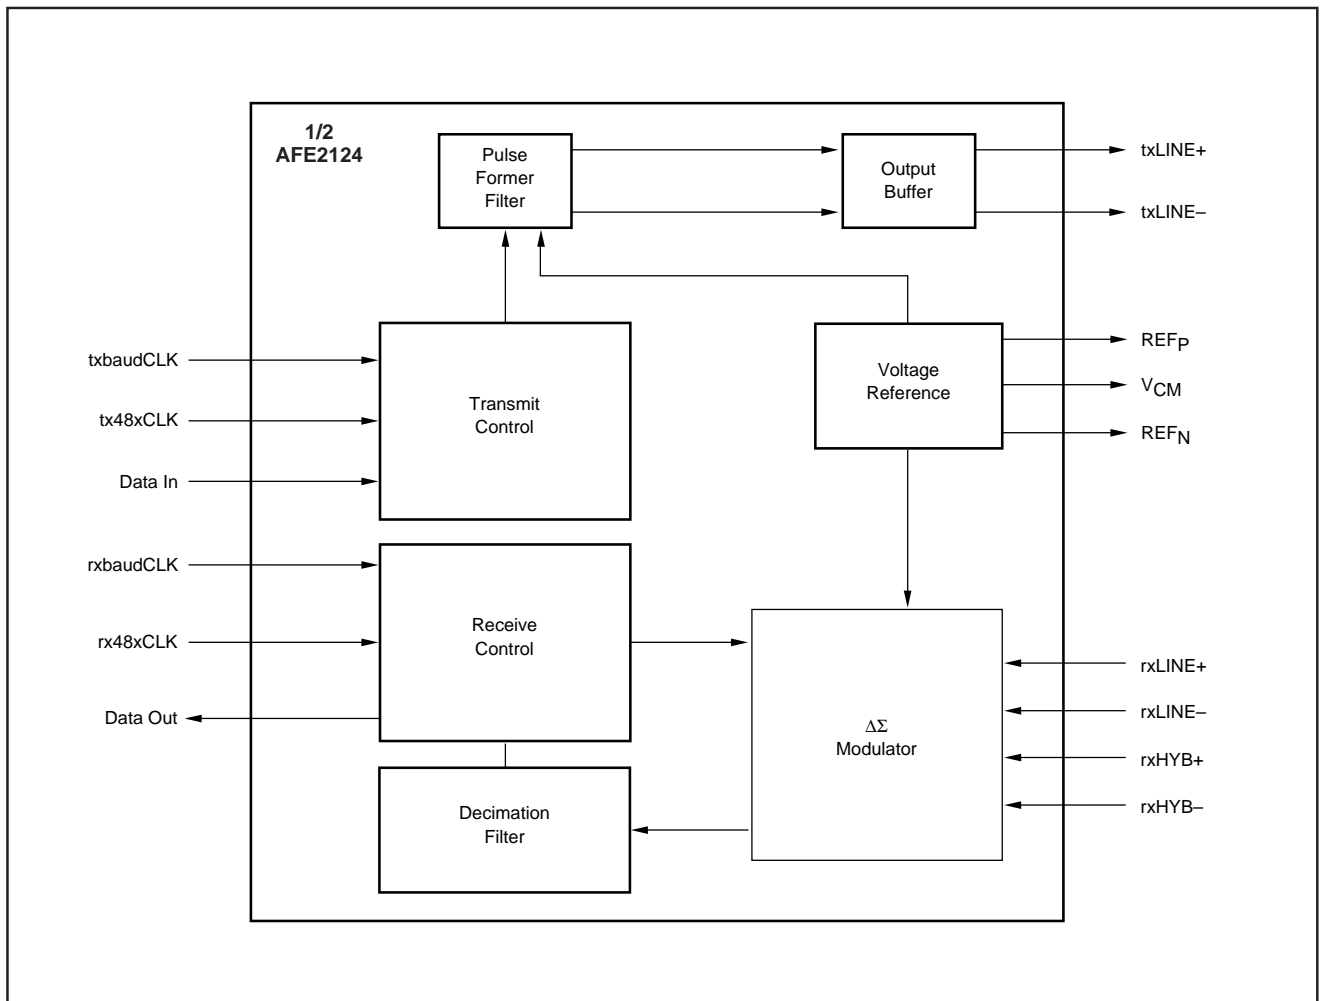 1/2
AFE2124
Pulse
Former
Filter
Output
Buffer
txLINE+
txLINE–
txbaudCLK
tx48xCLK
Data In
Transmit
Control
Voltage
Reference
REFP
VCM
REFN
rxbaudCLK
rx48xCLK
Data Out
Receive
Control
ΔΣ
Modulator
rxLINE+
rxLINE–
rxHYB+
rxHYB–
Decimation
Filter